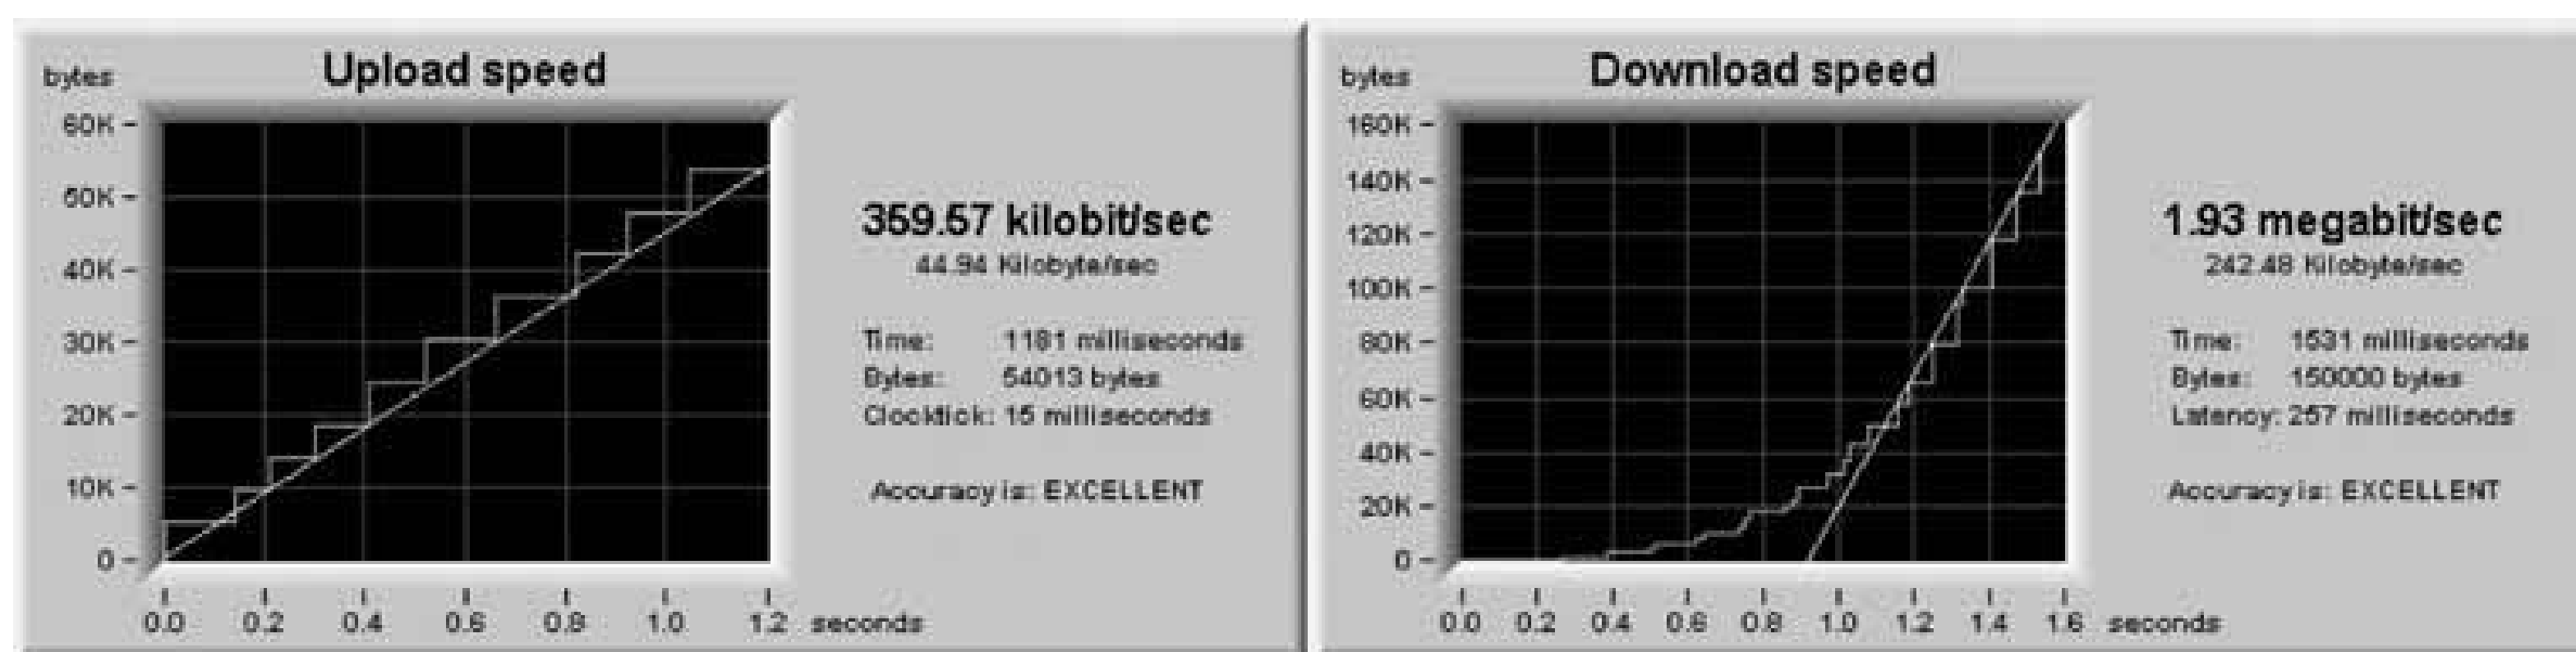 Upload speed
bytes
60K
50K
40K
30K
20K
10K
0
0.0 0.2 0.4 0.6 0.8 1.0 1.2 seconds
359.57 kilobit/sec
44.94 Kilobyte/sec
Time: 1181 milliseconds
Bytes: 54013 bytes
Clocktick: 15 milliseconds
Accuracy is: EXCELLENT
Download speed
bytes
160K
140K
120K
100K
80K
60K
40K
20K
0
0.0 0.2 0.4 0.6 0.8 1.0 1.2 1.4 1.6 seconds
1.93 megabit/sec
242.48 Kilobyte/sec
Time: 1531 milliseconds
Bytes: 150000 bytes
Latency: 257 milliseconds
Accuracy is: EXCELLENT